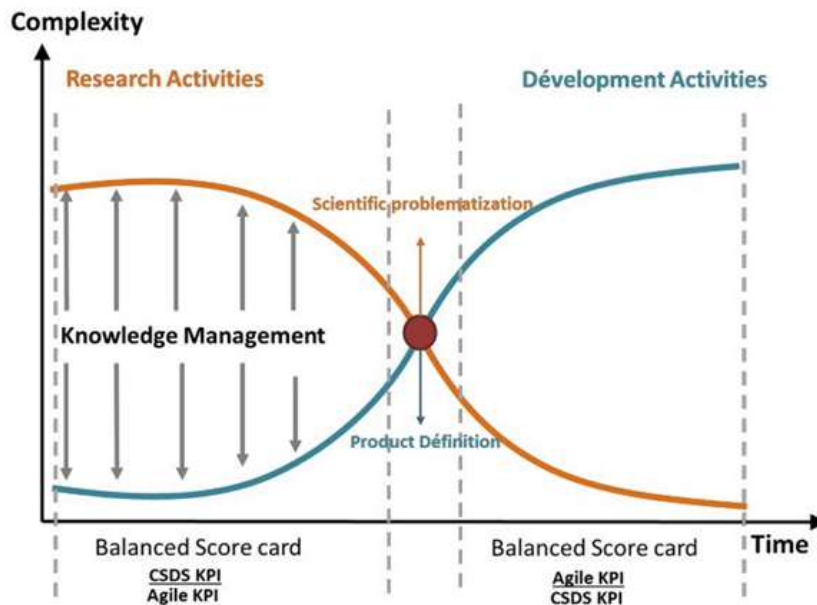 Complexity
Research Activities
Dévelopment Activities
Scientific problematization
Knowledge Management
Product Définition
Time
Balanced Score card
CSDS KPI
Agile KPI
Balanced Score card
Agile KPI
CSDS KPI